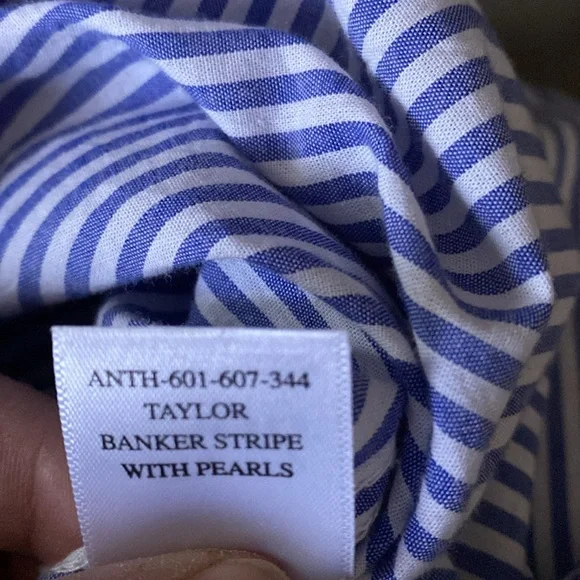 ANTH-601-607-344
TAYLOR
BANKER STRIPE
WITH PEARLS